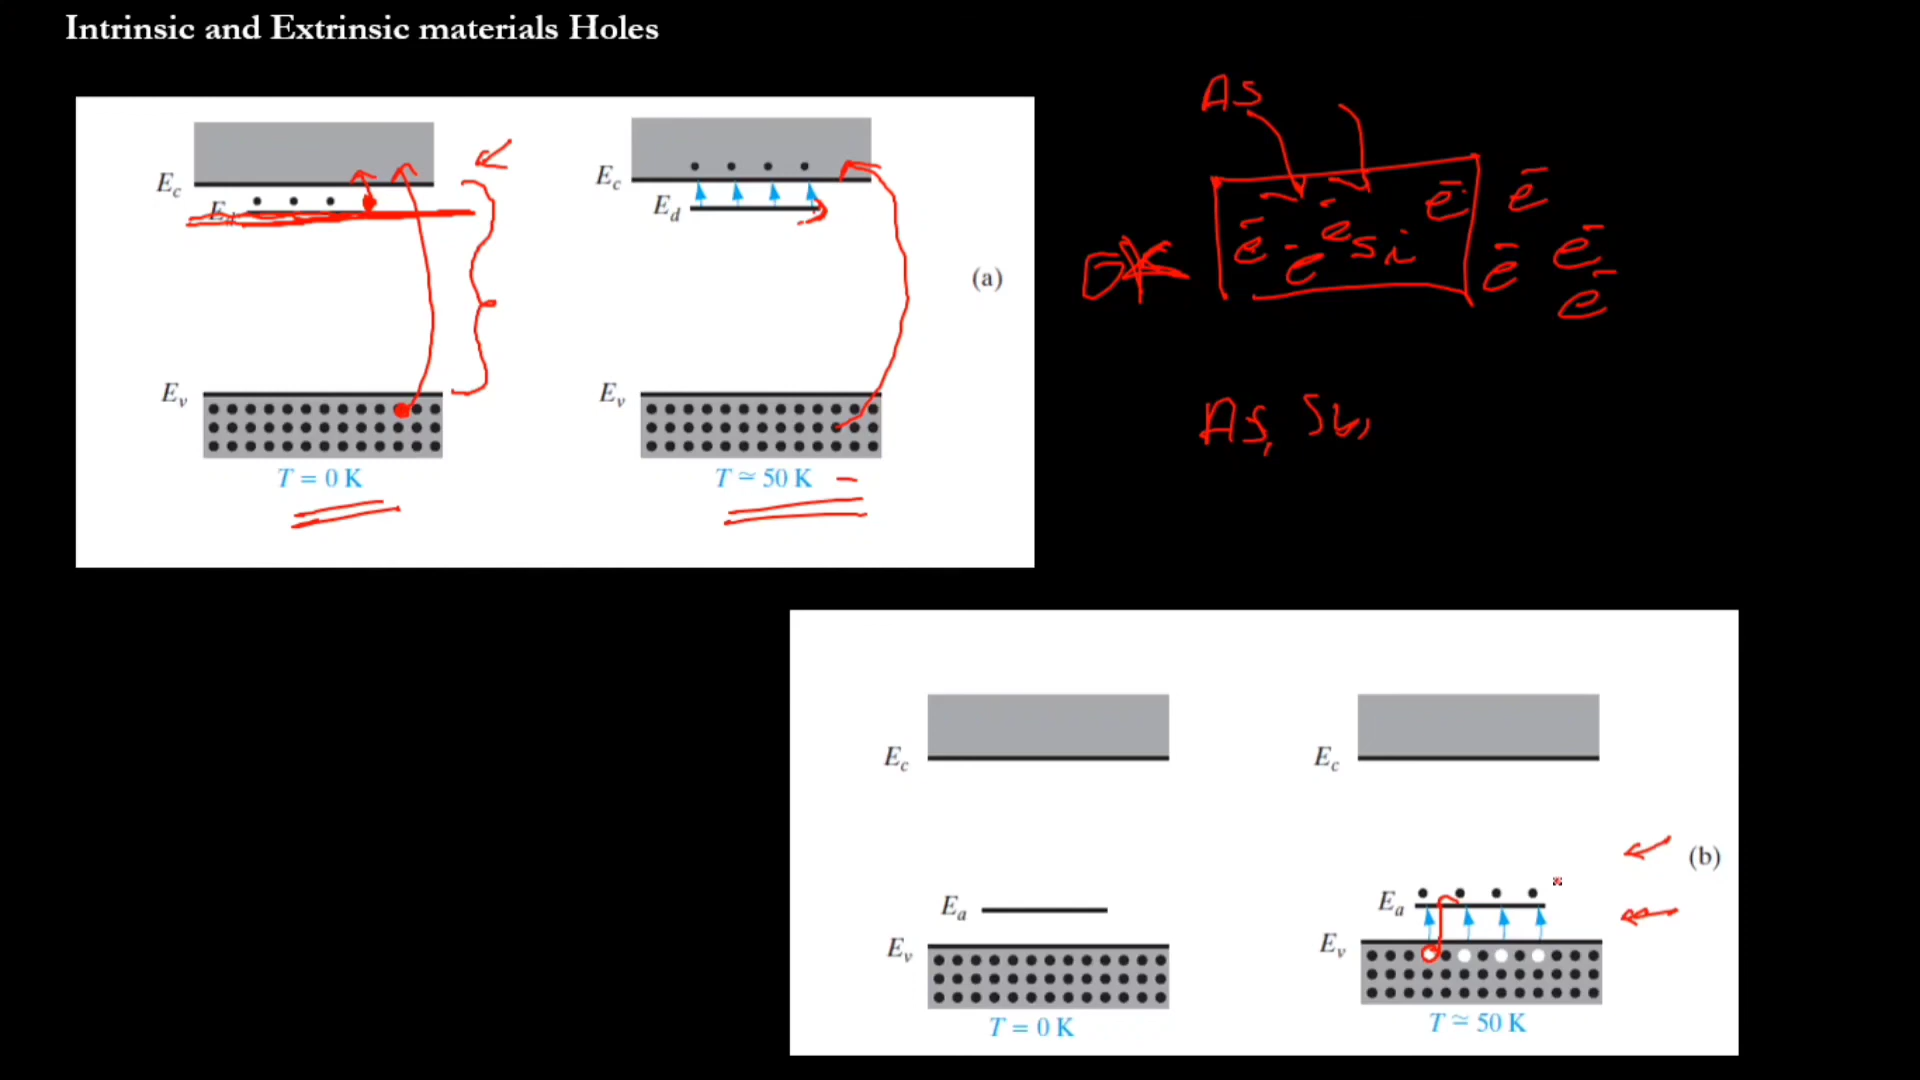 Intrinsic and Extrinsic materials Holes
As
Ec
Ec
Ed
e
e
e
e
e
Si
e
e
e
(a)
Ev
Ev
As, Sb,
T = 0 K
T ≃ 50 K
Ec
Ec
(b)
Ea
Ea
Ev
Ev
T = 0 K
T ≃ 50 K